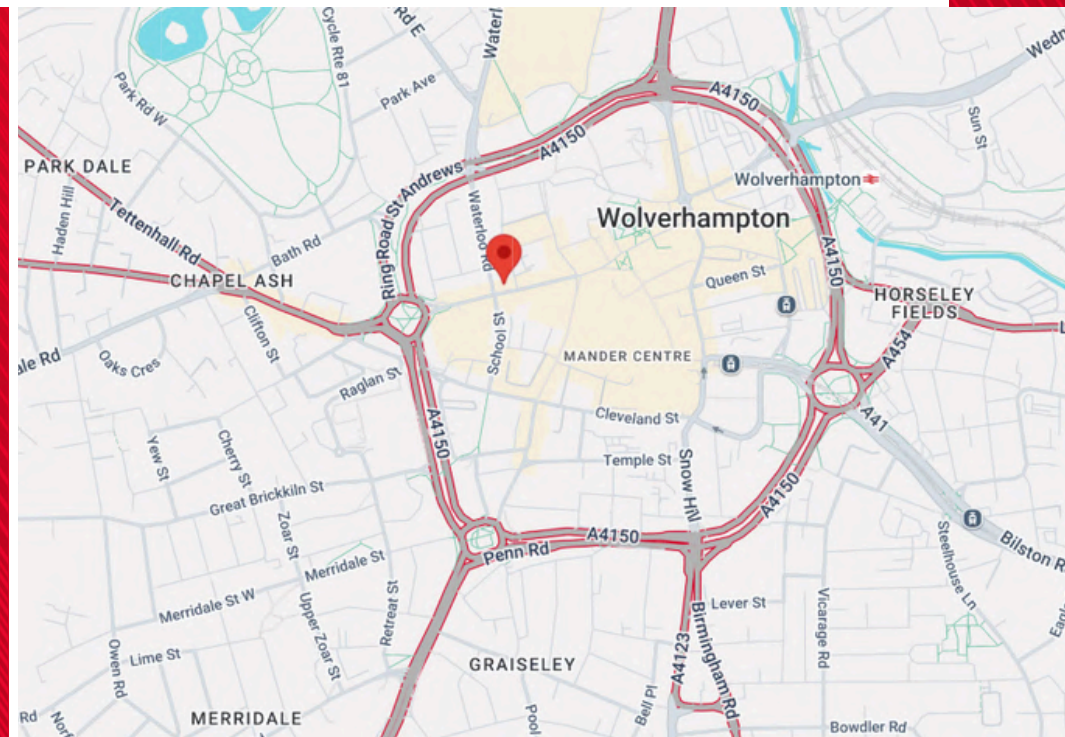 Rd E
Cycle Rte 81
Waterl
Wedn
Park Ave
A4150
Park Rd W
A4150
Sun St
PARK DALE
Ring Road St Andrews
Wolverhampton
Haden Hill
Tettenhall Rd
Waterloo Rd
Wolverhampton
Bath Rd
A4150
CHAPEL ASH
Queen St
HORSELEY
FIELDS
Clifton St
School St
ale Rd
Oaks Cres
MANDER CENTRE
A454
Raglan St
Cleveland St
A41
A4150
Yew St
Cherry St
Temple St
Snow Hill
Great Brickkiln St
A4150
Zoar St
A4150
Bilston R
Penn Rd
Steelhouse Ln
Merridale St
Merridale St W
Upper Zoar St
Retreat St
Lever St
Birmingham Rd
Vicarage Rd
Eagl
Owen Rd
Lime St
GRAISELEY
A4123
MERRIDALE
Pool
Bell Pl
Bowdler Rd
Rd
Norf
L